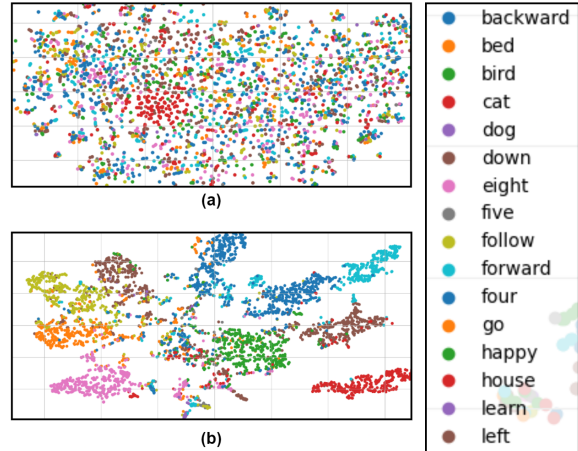 (a)
(b)
backward
bed
bird
cat
dog
down
eight
five
follow
forward
four
go
happy
house
learn
left